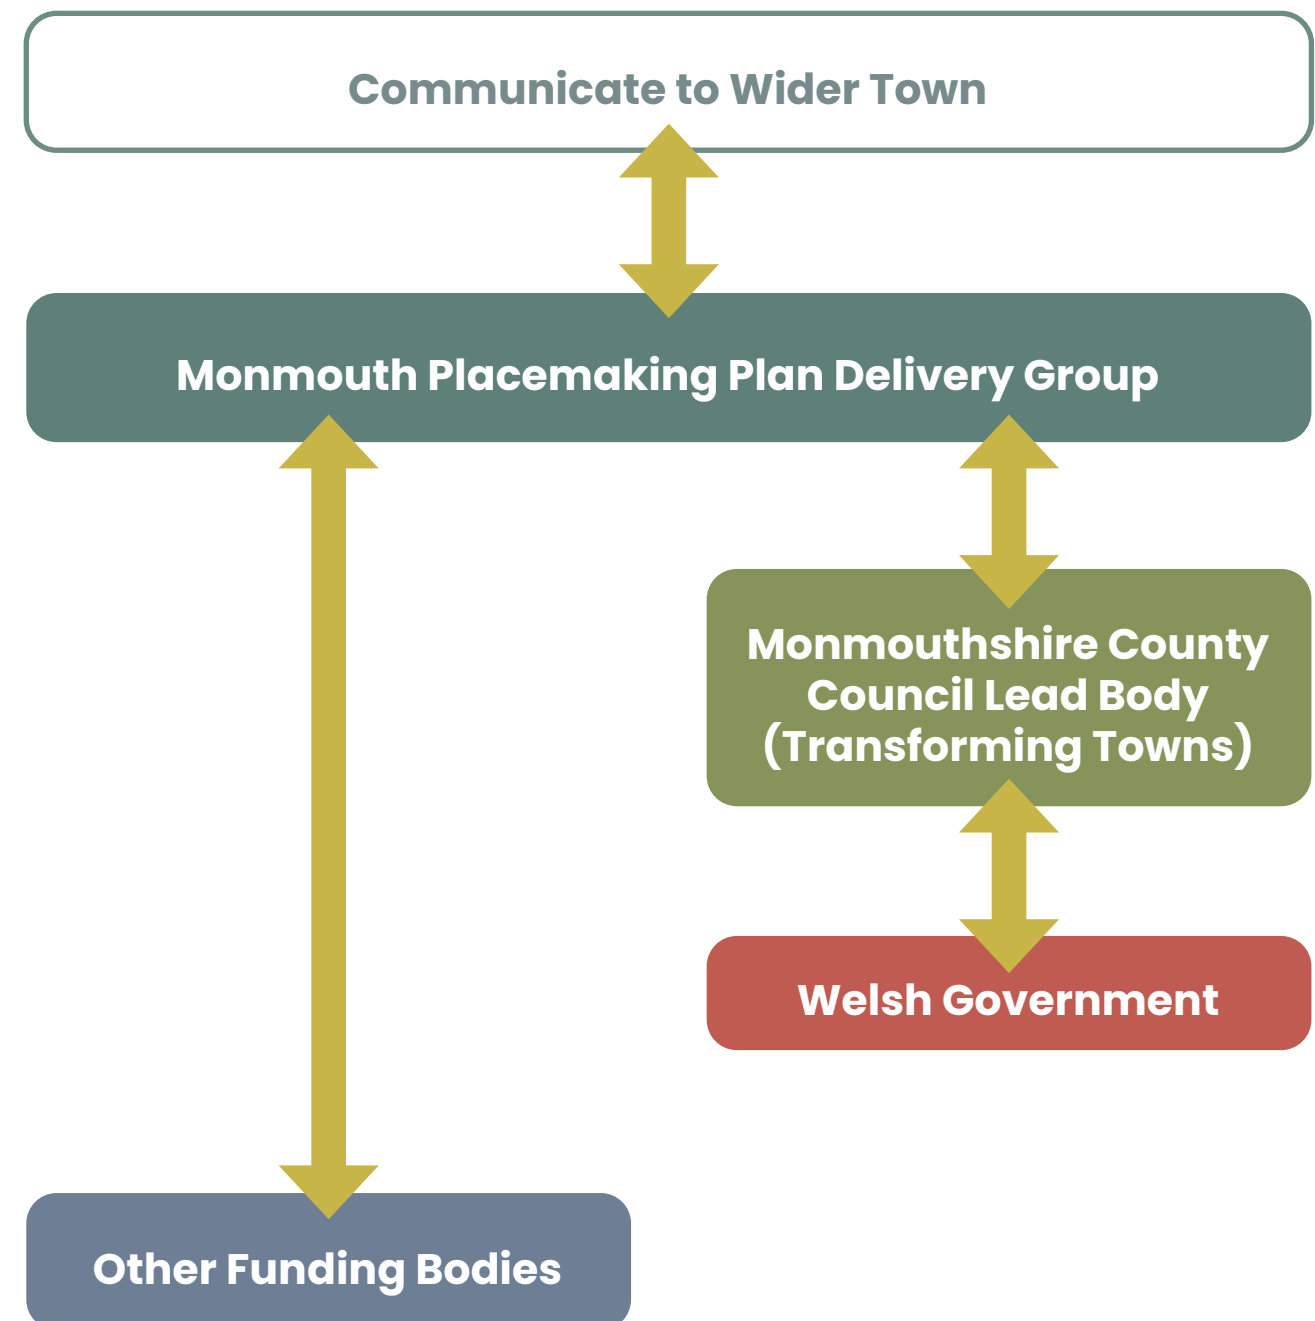 Communicate to Wider Town
Monmouth Placemaking Plan Delivery Group
Monmouthshire County
Council Lead Body
(Transforming Towns)
Welsh Government
Other Funding Bodies